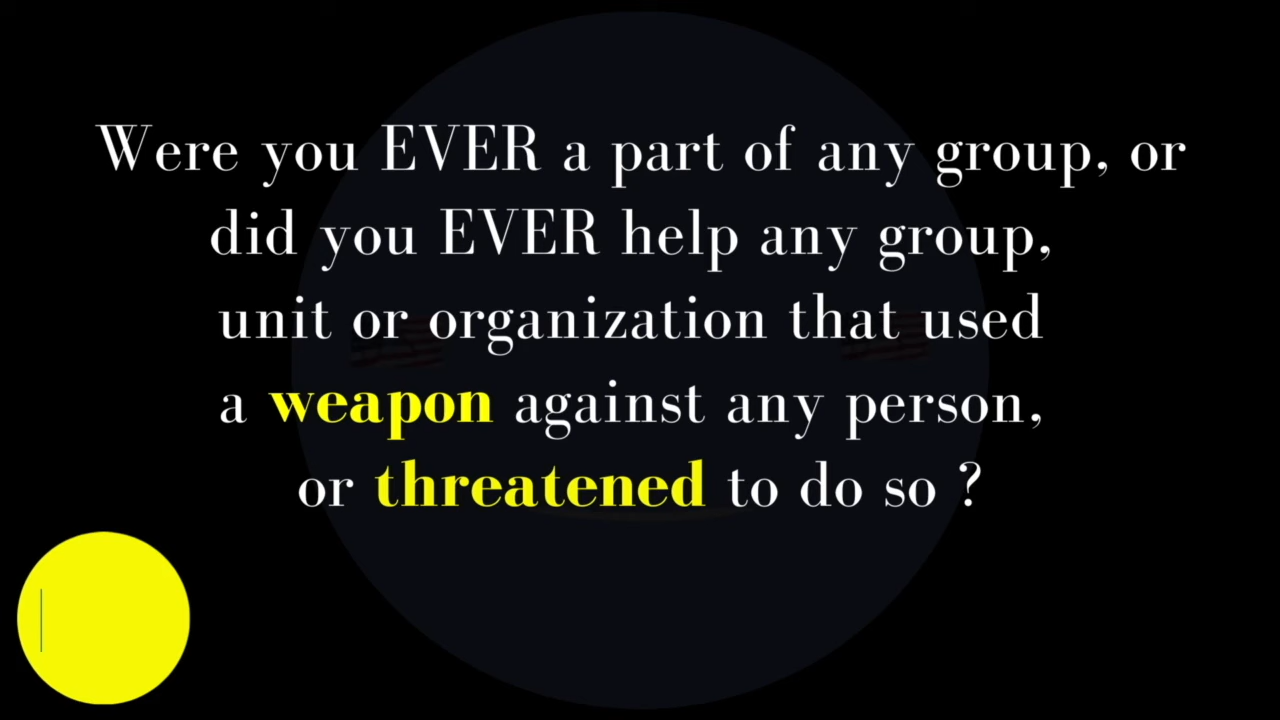 Were you EVER a part of any group, or
did you EVER help any group,
unit or organization that used
a weapon against any person,
or threatened to do so ?